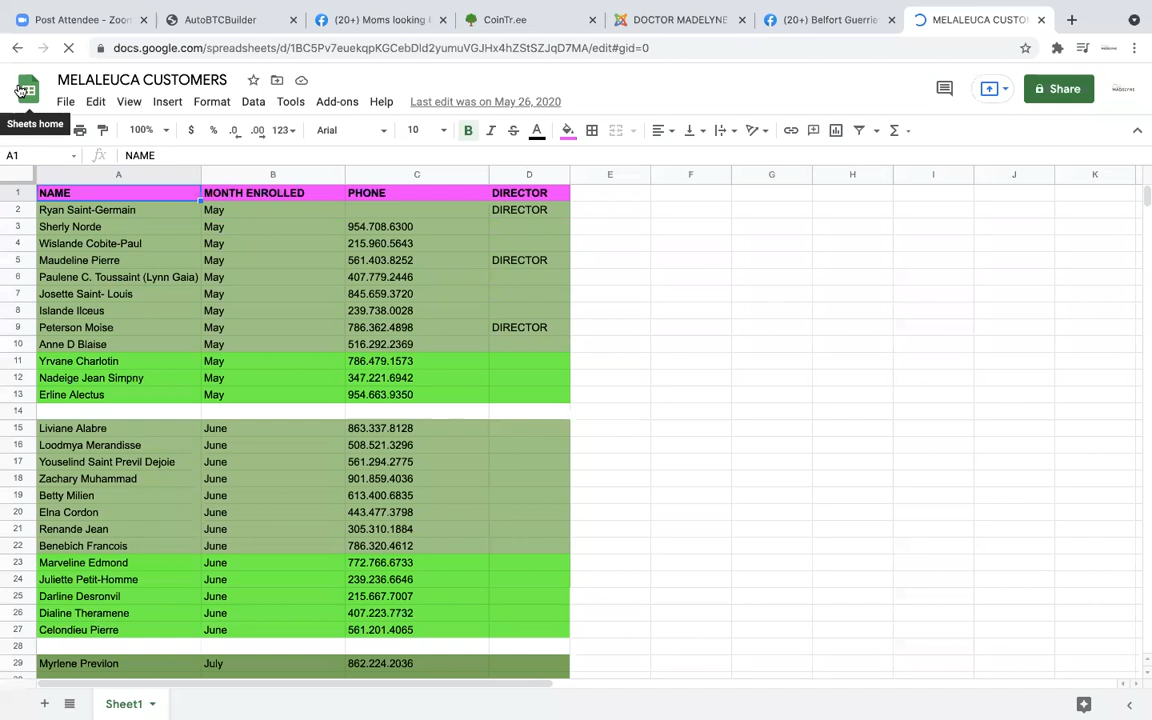 Post Attendee - Zoom
AutoBTCBuilder
(20+) Moms looking
CoinTr.ee
DOCTOR MADELYNE
(20+) Belfort Guerrie
MELALEUCA CUSTO
docs.google.com/spreadsheets/d/1BC5Pv7euekqpKGCebDld2yumuVGJHx4hZStSZJqD7MA/edit#gid=0
MELALEUCA CUSTOMERS
File Edit View Insert Format Data Tools Add-ons Help Last edit was on May 26, 2020
Share
Sheets home
100% $ % .0 .00 123 Arial 10 B I S A
A1 fx NAME
A B C D E F G H I J K
1 NAME MONTH ENROLLED PHONE DIRECTOR
2 Ryan Saint-Germain May DIRECTOR
3 Sherly Norde May 954.708.6300
4 Wislande Cobite-Paul May 215.960.5643
5 Maudeline Pierre May 561.403.8252 DIRECTOR
6 Paulene C. Toussaint (Lynn Gaia) May 407.779.2446
7 Josette Saint- Louis May 845.659.3720
8 Islande Ilceus May 239.738.0028
9 Peterson Moise May 786.362.4898 DIRECTOR
10 Anne D Blaise May 516.292.2369
11 Yrvane Charlotin May 786.479.1573
12 Nadeige Jean Simpny May 347.221.6942
13 Erline Alectus May 954.663.9350
14
15 Liviane Alabre June 863.337.8128
16 Loodmya Merandisse June 508.521.3296
17 Youselind Saint Previl Dejoie June 561.294.2775
18 Zachary Muhammad June 901.859.4036
19 Betty Milien June 613.400.6835
20 Elna Cordon June 443.477.3798
21 Renande Jean June 305.310.1884
22 Benebich Francois June 786.320.4612
23 Marveline Edmond June 772.766.6733
24 Juliette Petit-Homme June 239.236.6646
25 Darline Desronvil June 215.667.7007
26 Dialine Theramene June 407.223.7732
27 Celondieu Pierre June 561.201.4065
28
29 Myrlene Previlon July 862.224.2036
Sheet1